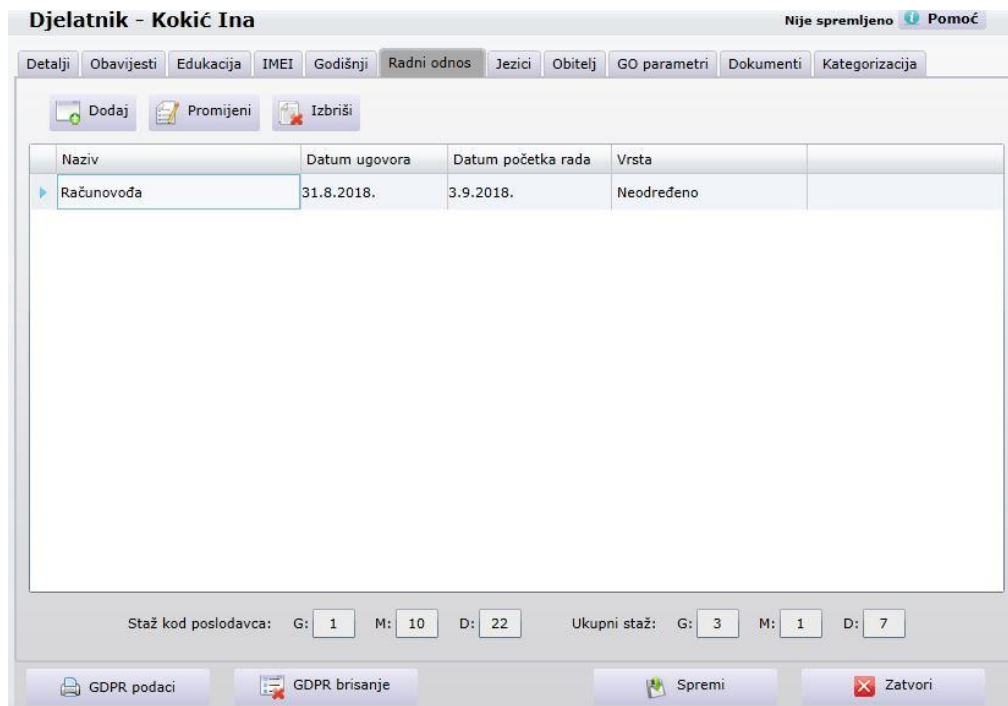 Djelatnik - Kokić Ina
Nije spremljeno Pomoć
Detalji Obavijesti Edukacija IMEI Godišnji Radni odnos Jezici Obitelj GO parametri Dokumenti Kategorizacija
Dodaj Promijeni Izbriši
Naziv Datum ugovora Datum početka rada Vrsta
Računovođa 31.8.2018. 3.9.2018. Neodređeno
Staž kod poslodavca: G: 1 M: 10 D: 22 Ukupni staž: G: 3 M: 1 D: 7
GDPR podaci GDPR brisanje Spremi Zatvori